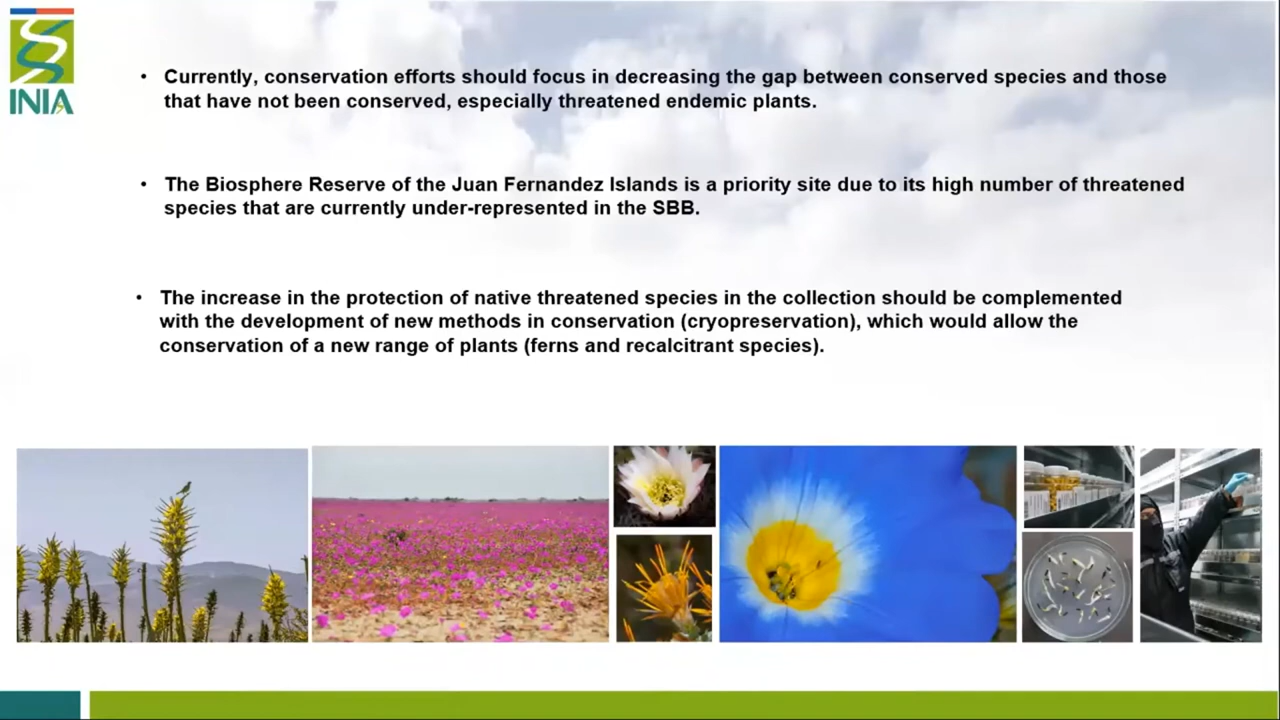 INIA
• Currently, conservation efforts should focus in decreasing the gap between conserved species and those
that have not been conserved, especially threatened endemic plants.
• The Biosphere Reserve of the Juan Fernandez Islands is a priority site due to its high number of threatened
species that are currently under-represented in the SBB.
• The increase in the protection of native threatened species in the collection should be complemented
with the development of new methods in conservation (cryopreservation), which would allow the
conservation of a new range of plants (ferns and recalcitrant species).